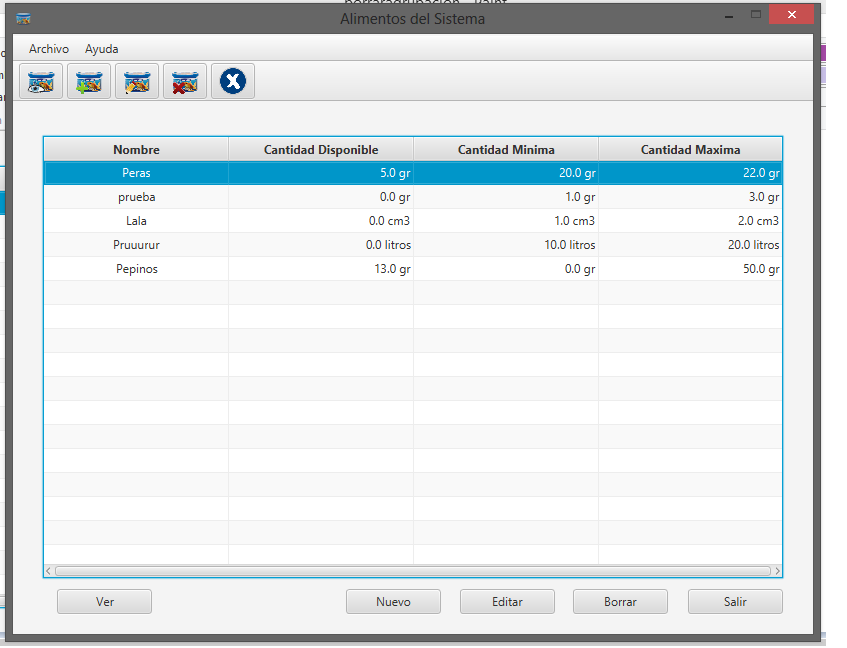 Alimentos del Sistema
Archivo Ayuda
Nombre Cantidad Disponible Cantidad Minima Cantidad Maxima
Peras 5.0 gr 20.0 gr 22.0 gr
prueba 0.0 gr 1.0 gr 3.0 gr
Lala 0.0 cm3 1.0 cm3 2.0 cm3
Pruuurur 0.0 litros 10.0 litros 20.0 litros
Pepinos 13.0 gr 0.0 gr 50.0 gr
Ver Nuevo Editar Borrar Salir